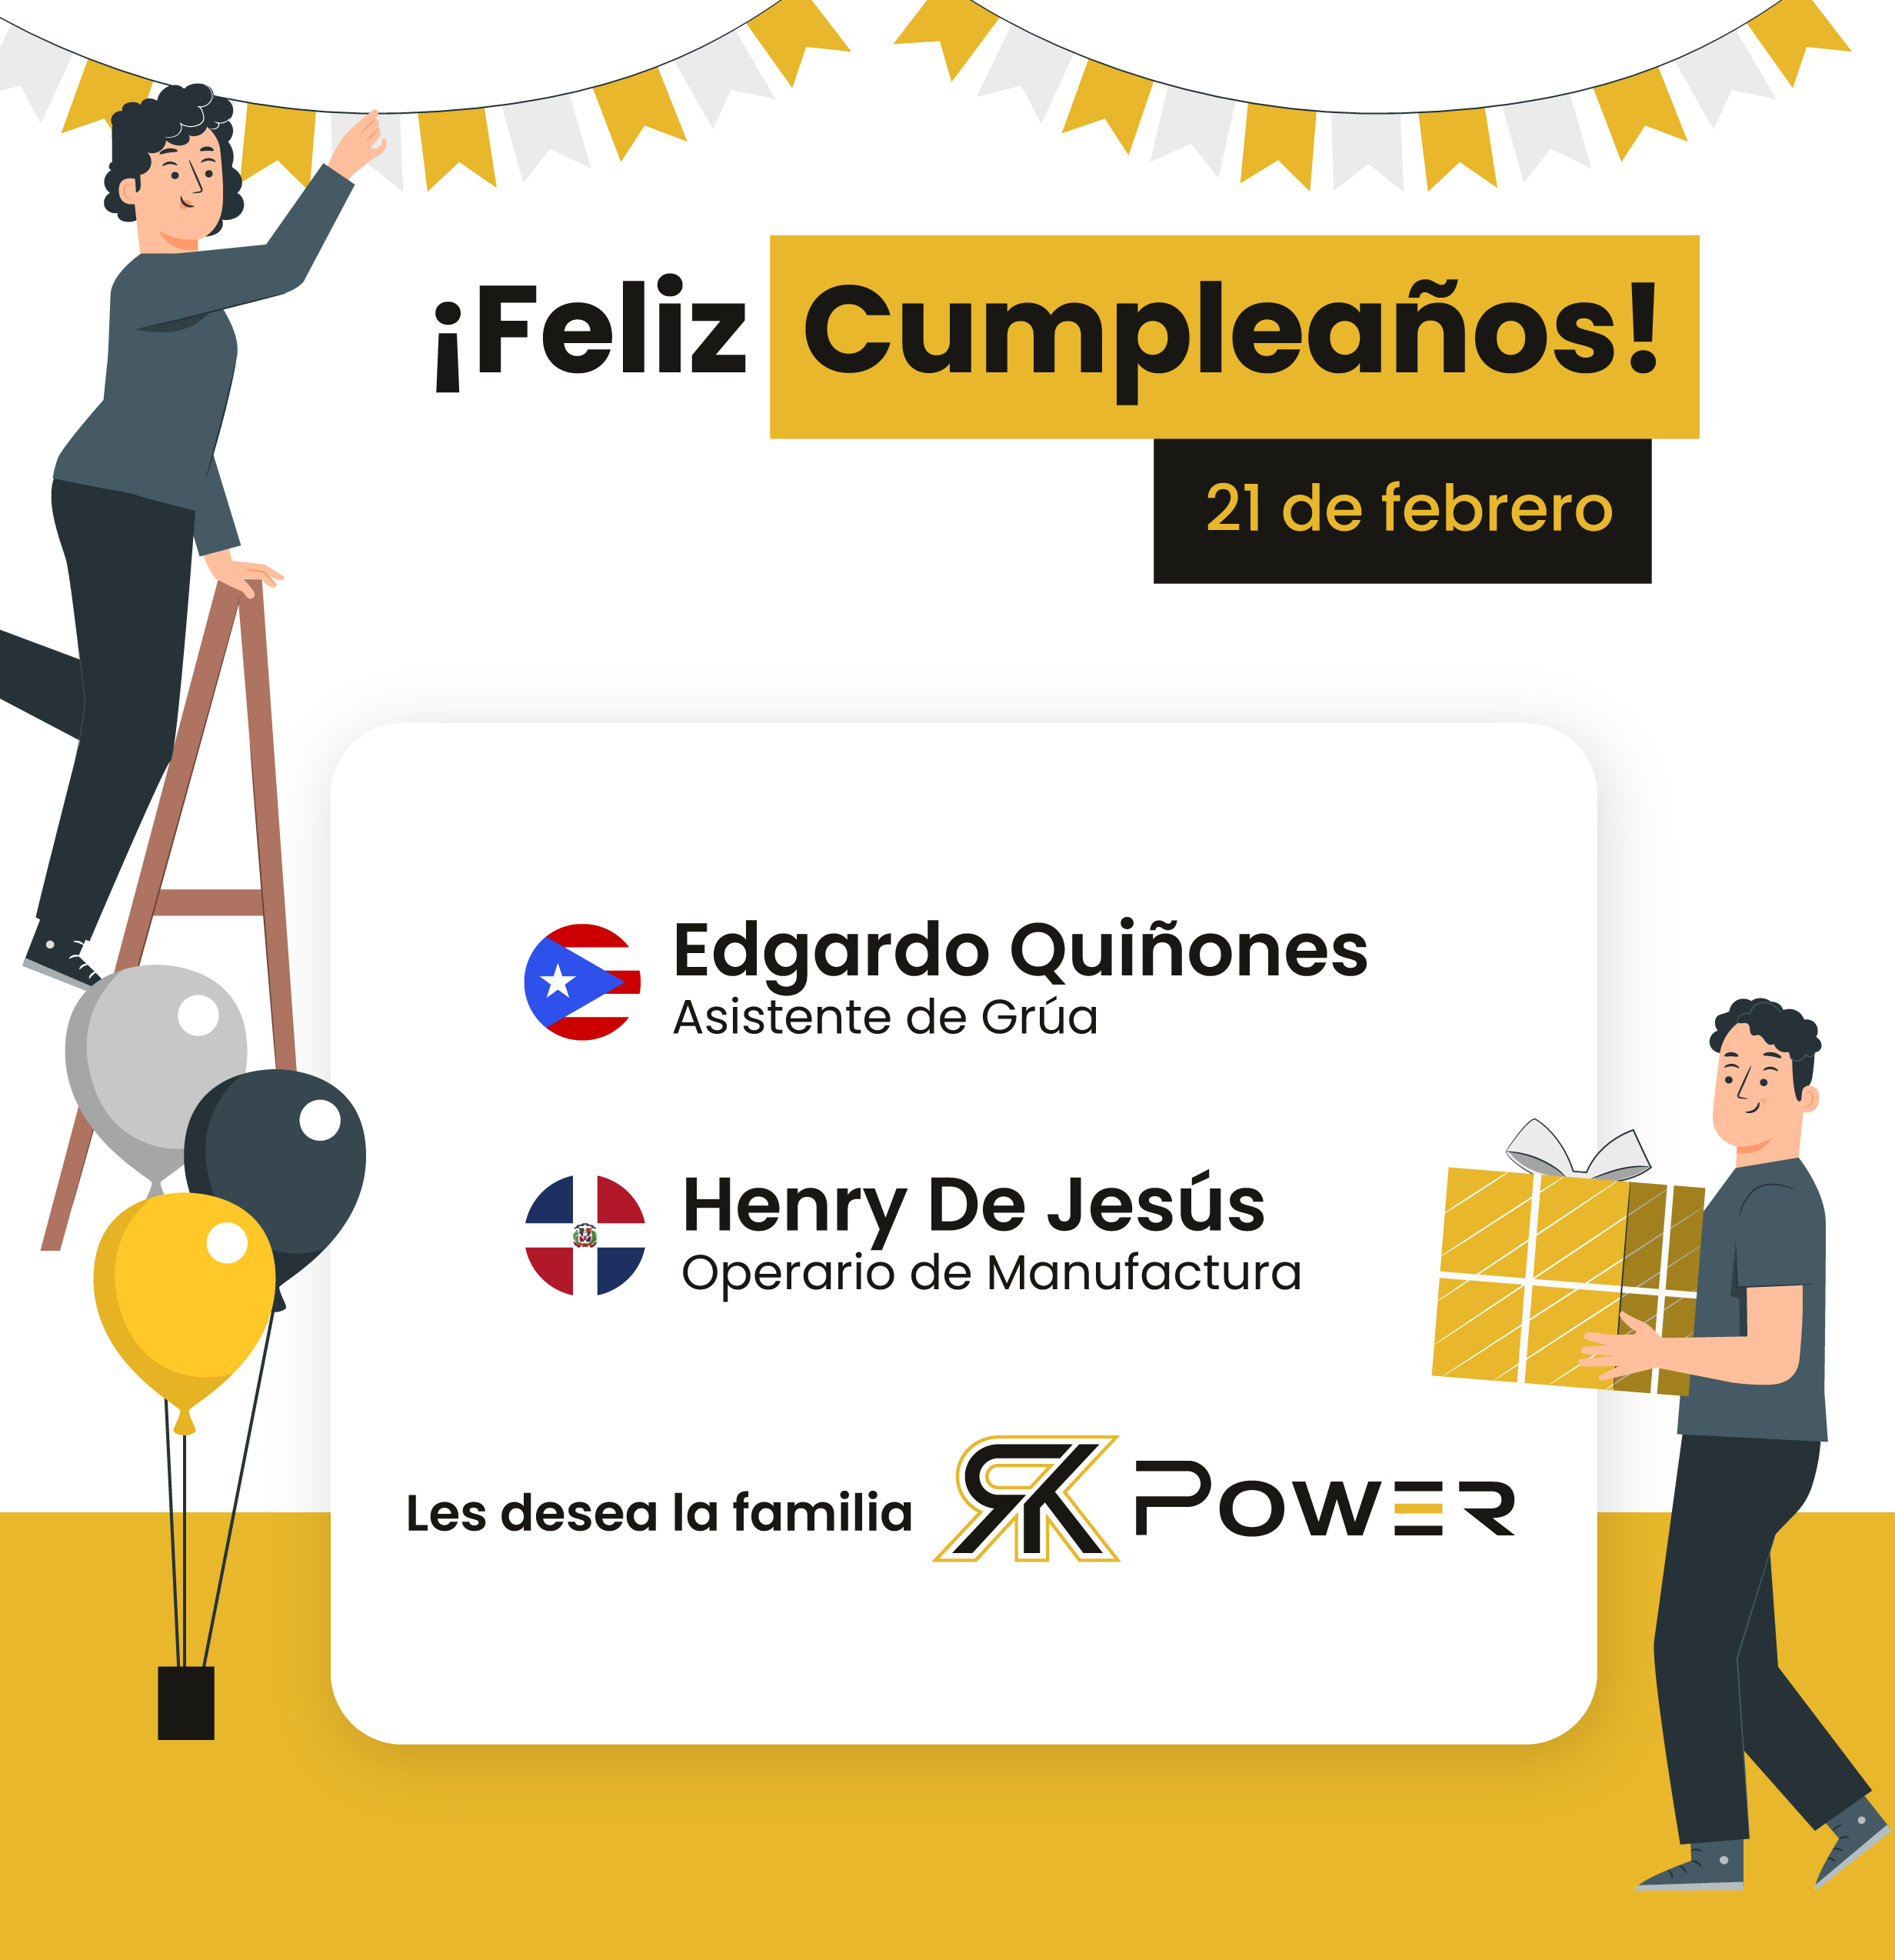 ¡Feliz Cumpleaños!
21 de febrero
Edgardo Quiñones
Asistente de Grúa
Henry De Jesús
Operario de Manufactura
Les desea la familia RK POWER